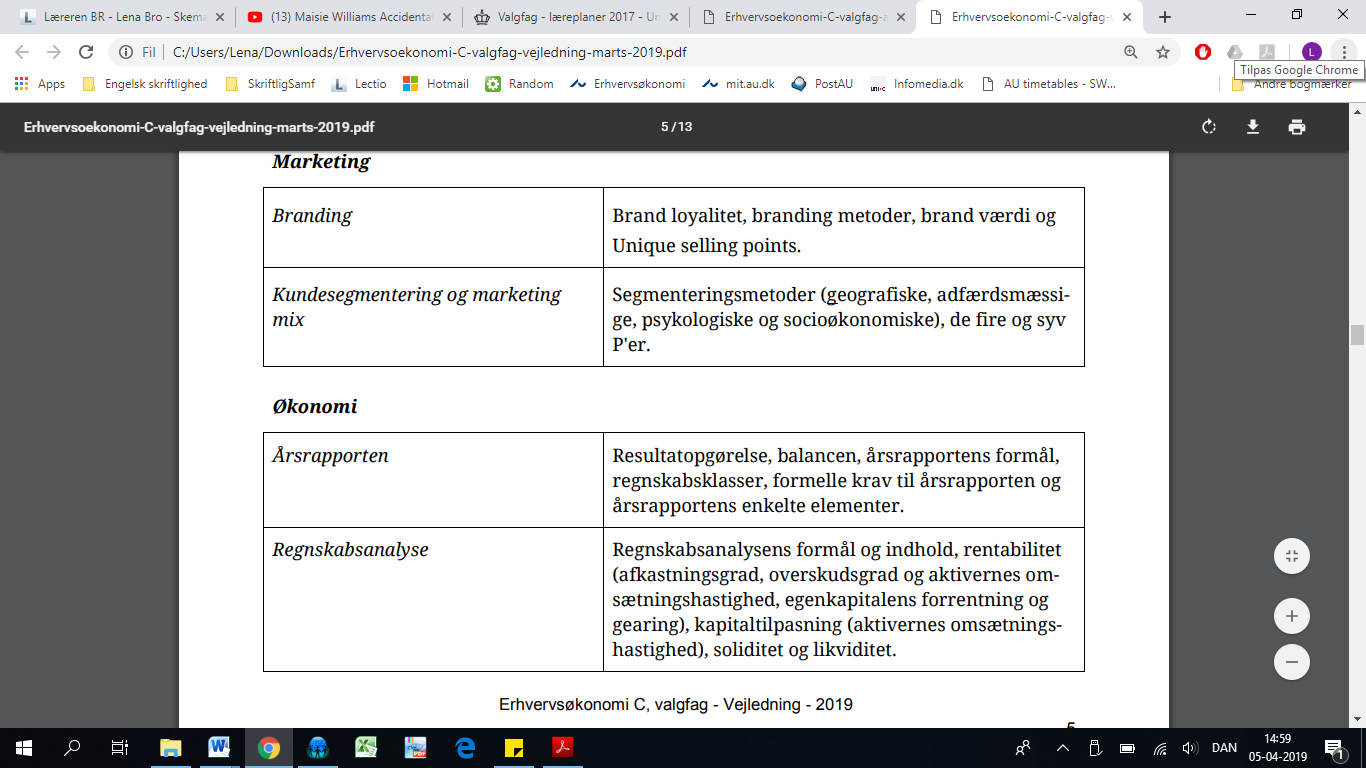 Læreren BR - Lena Bro - Skema
(13) Maisie Williams Accidental
Valgfag - læreplaner 2017 - Un
Erhvervsoekonomi-C-valgfag-a
Erhvervsoekonomi-C-valgfag-v
Fil C:/Users/Lena/Downloads/Erhvervsoekonomi-C-valgfag-vejledning-marts-2019.pdf
L
Tilpas Google Chrome
Apps Engelsk skriftlighed SkriftligSamf Lectio Hotmail Random Erhvervsøkonomi mit.au.dk PostAU Infomedia.dk AU timetables - SW... Andre bogmærker
Erhvervsoekonomi-C-valgfag-vejledning-marts-2019.pdf 5 / 13
Marketing
Branding
Brand loyalitet, branding metoder, brand værdi og
Unique selling points.
Kundesegmentering og marketing
mix
Segmenteringsmetoder (geografiske, adfærdsmæssi-
ge, psykologiske og socioøkonomiske), de fire og syv
P'er.
Økonomi
Årsrapporten
Resultatopgørelse, balancen, årsrapportens formål,
regnskabsklasser, formelle krav til årsrapporten og
årsrapportens enkelte elementer.
Regnskabsanalyse
Regnskabsanalysens formål og indhold, rentabilitet
(afkastningsgrad, overskudsgrad og aktivernes om-
sætningshastighed, egenkapitalens forrentning og
gearing), kapitaltilpasning (aktivernes omsætnings-
hastighed), soliditet og likviditet.
Erhvervsøkonomi C, valgfag - Vejledning - 2019
5
DAN
14:59
05-04-2019
1